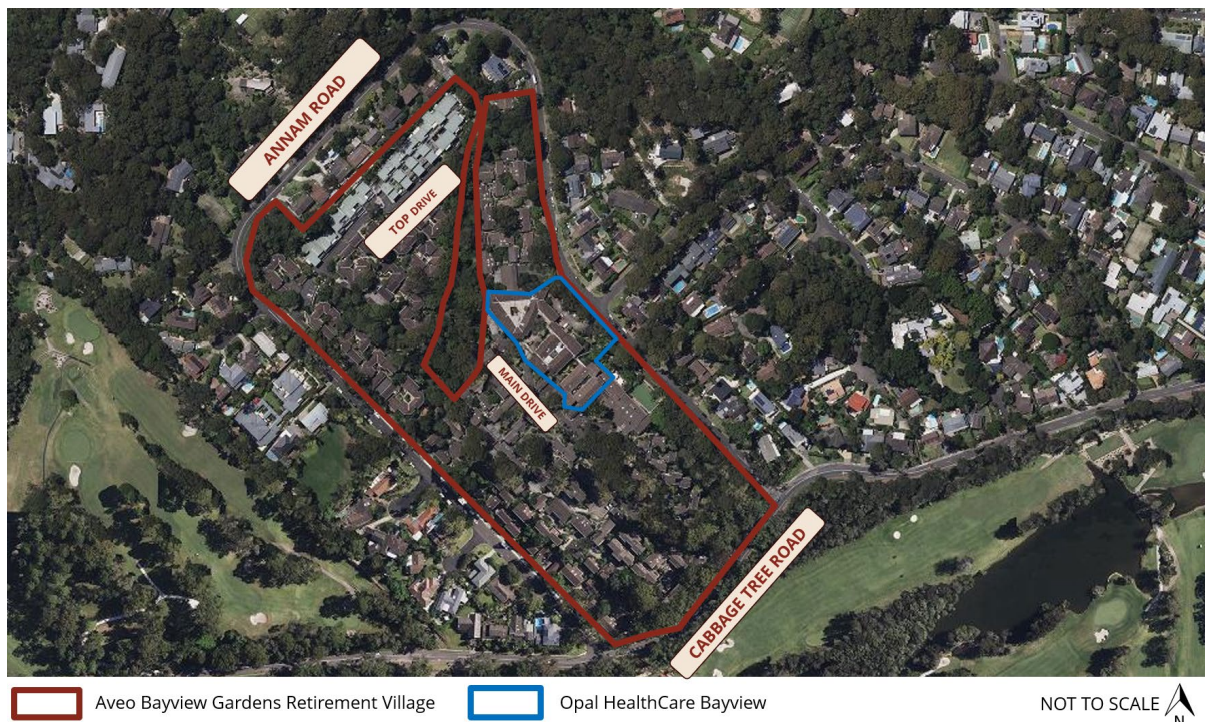 ANNAM ROAD
TOP DRIVE
MAIN DRIVE
CABBAGE TREE ROAD
Aveo Bayview Gardens Retirement Village
Opal HealthCare Bayview
NOT TO SCALE
N